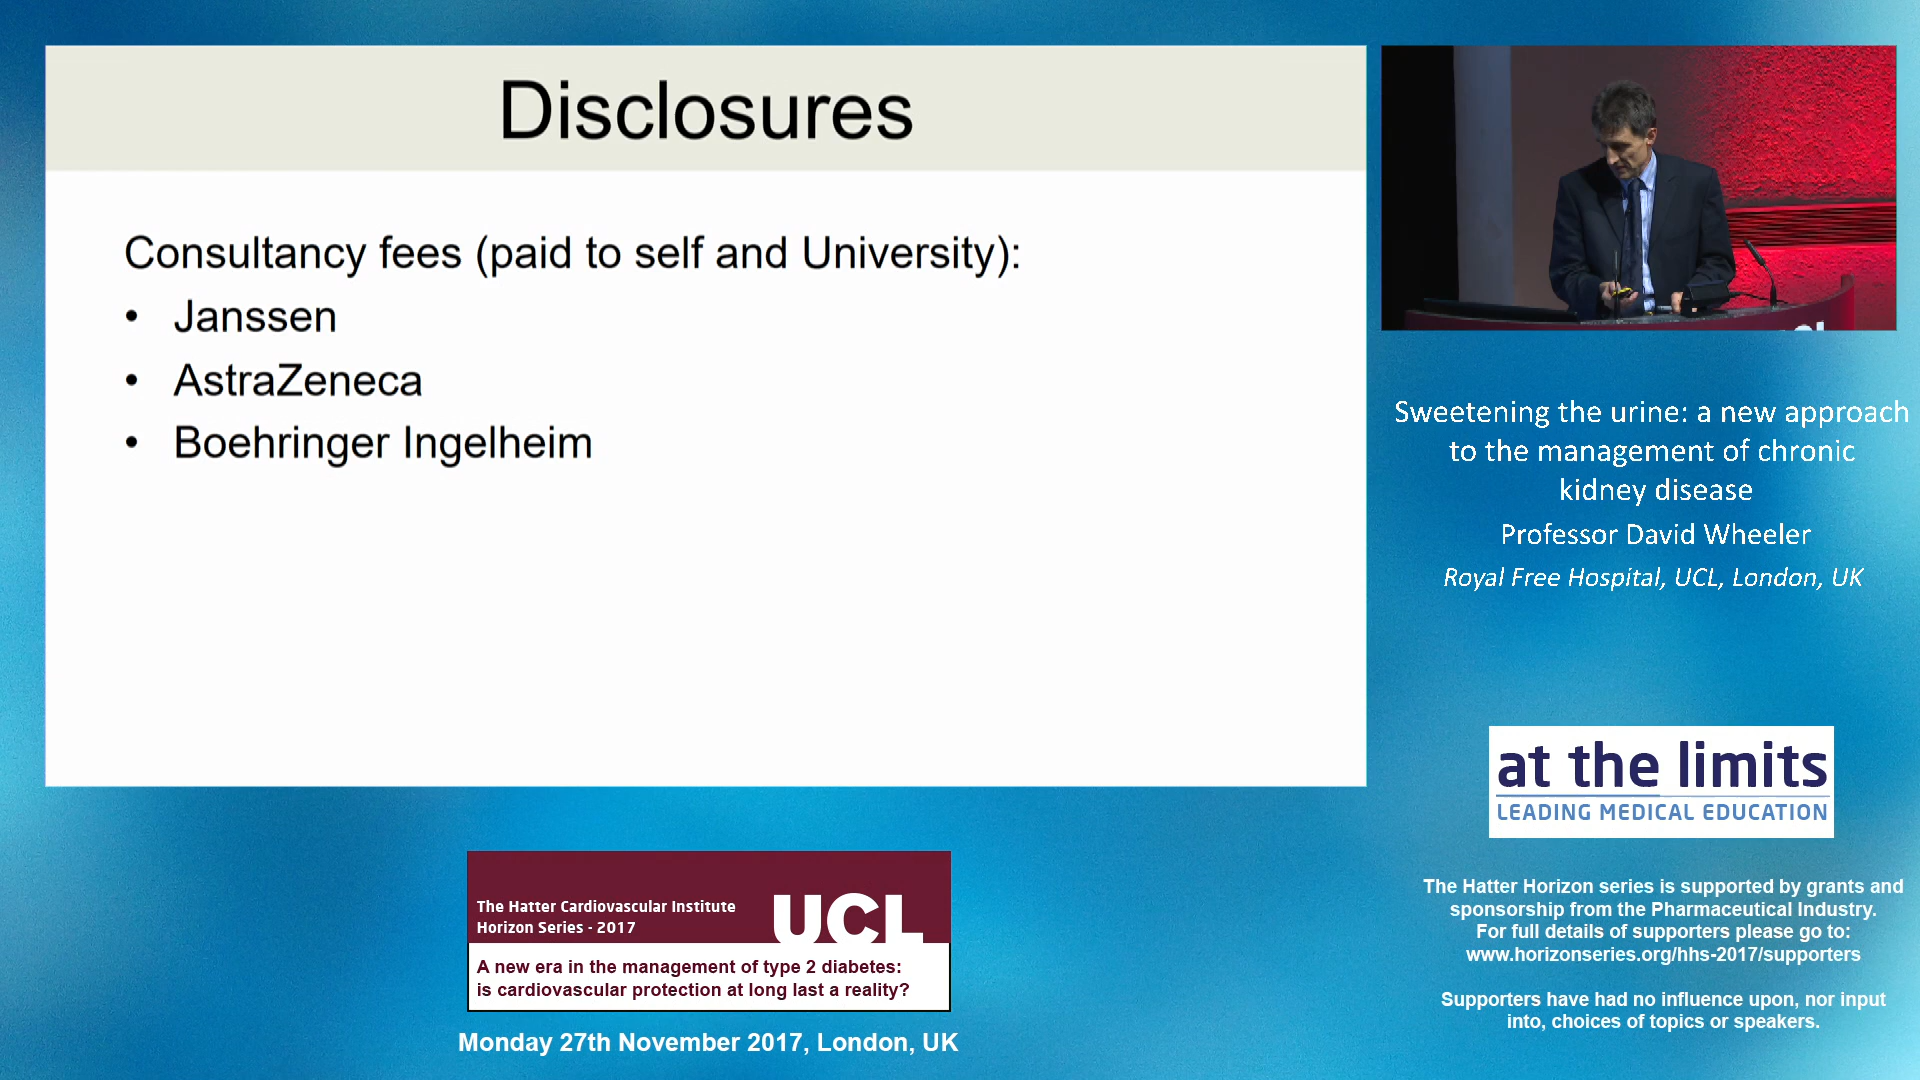 Disclosures
Consultancy fees (paid to self and University):
• Janssen
• AstraZeneca
• Boehringer Ingelheim
Sweetening the urine: a new approach
to the management of chronic
kidney disease
Professor David Wheeler
Royal Free Hospital, UCL, London, UK
at the limits
LEADING MEDICAL EDUCATION
The Hatter Horizon series is supported by grants and
sponsorship from the Pharmaceutical Industry.
For full details of supporters please go to:
www.horizonseries.org/hhs-2017/supporters
Supporters have had no influence upon, nor input
into, choices of topics or speakers.
The Hatter Cardiovascular Institute
Horizon Series - 2017
UCL
A new era in the management of type 2 diabetes:
is cardiovascular protection at long last a reality?
Monday 27th November 2017, London, UK